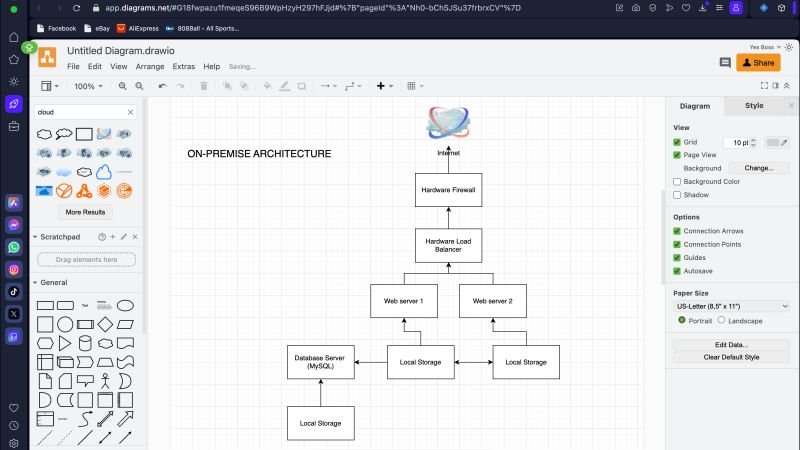 app.diagrams.net/#G18fwpazu1fmeqeS96B9WpHzyH297hFJjd#%7B"pageId"%3A"Nh0-bChSJSu37frbrxCV"%7D
Facebook eBay AliExpress 808Ball - All Sports...
Untitled Diagram.drawio
Yes Boss
File Edit View Arrange Extras Help Saving...
Share
100%
cloud
More Results
Scratchpad
Drag elements here
General
Text
Heading
ON-PREMISE ARCHITECTURE
Internet
Hardware Firewall
Hardware Load
Balancer
Web server 1
Web server 2
Database Server
(MySQL)
Local Storage
Local Storage
Local Storage
Diagram Style
View
Grid 10 pt
Page View
Background Change...
Background Color
Shadow
Options
Connection Arrows
Connection Points
Guides
Autosave
Paper Size
US-Letter (8,5" x 11")
Portrait Landscape
Edit Data...
Clear Default Style